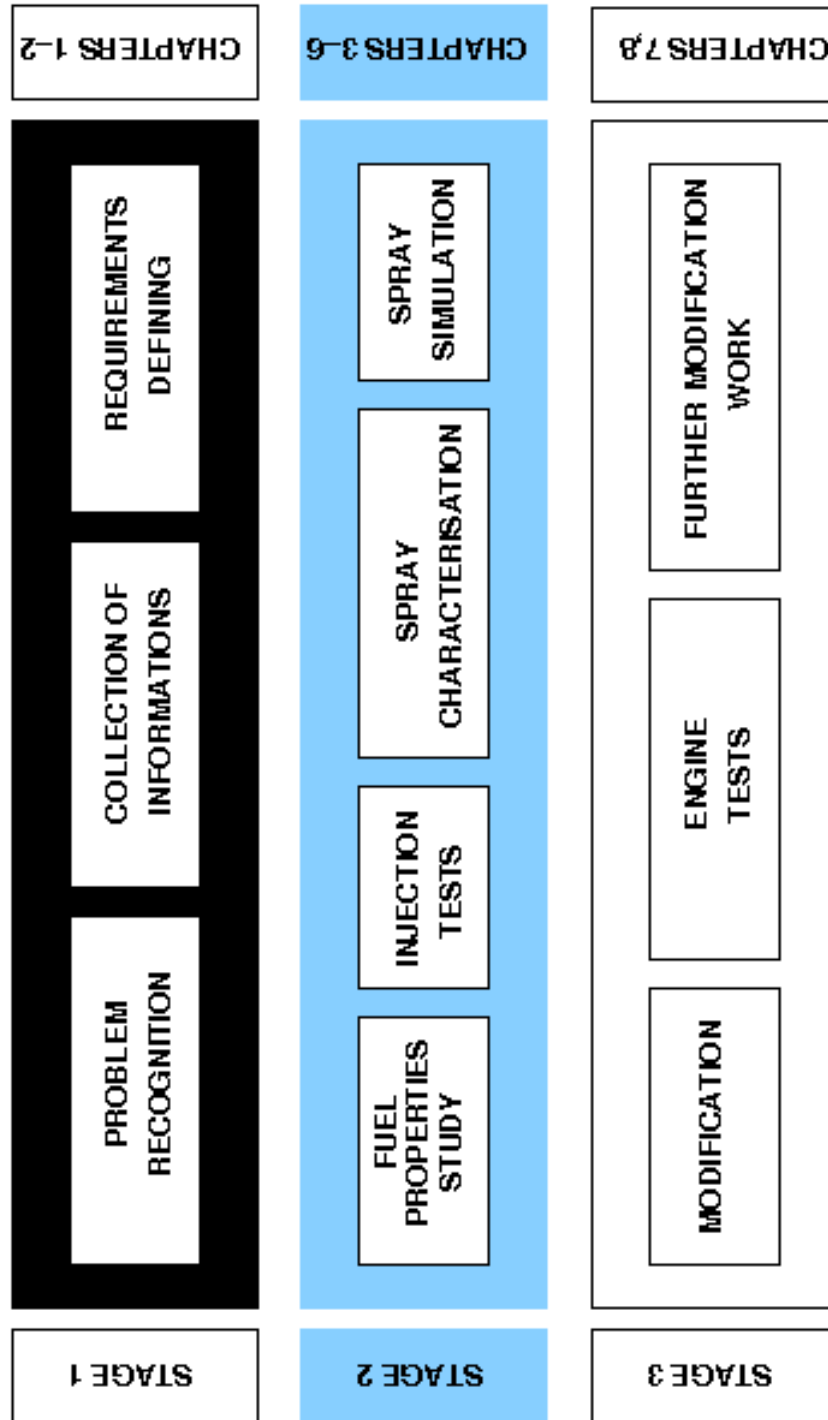 STAGE 1
PROBLEM
RECOGNITION
COLLECTION OF
INFORMATIONS
REQUIREMENTS
DEFINING
CHAPTERS 1–2
STAGE 2
FUEL
PROPERTIES
STUDY
INJECTION
TESTS
SPRAY
CHARACTERISATION
SPRAY
SIMULATION
CHAPTERS 3–6
STAGE 3
MODIFICATION
ENGINE
TESTS
FURTHER MODIFICATION
WORK
CHAPTERS 7,8